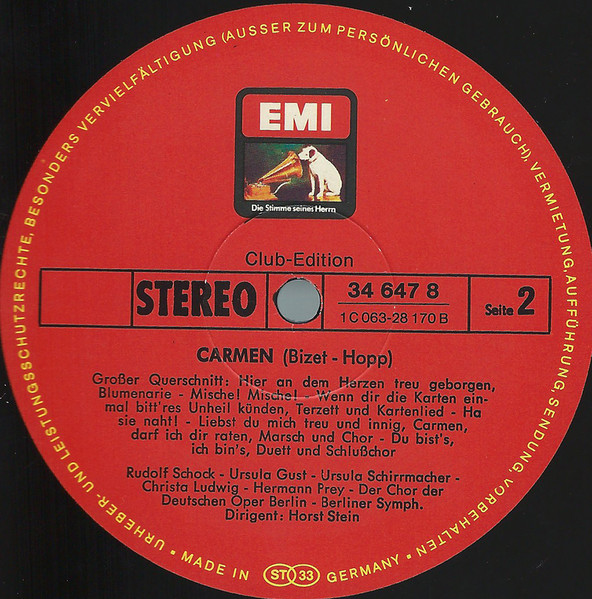 URHEBER- UND LEISTUNGSSCHUTZRECHTE, BESONDERS VERVIELFÄLTIGUNG (AUSSER ZUM PERSÖNLICHEN GEBRAUCH), VERMIETUNG, AUFFÜHRUNG, SENDUNG, VORBEHALTEN
EMI
Die Stimme seines Herrn
Club-Edition
STEREO
34 647 8
1C 063-28 170 B
Seite 2
CARMEN (Bizet - Hopp)
Großer Querschnitt: Hier an dem Herzen treu geborgen,
Blumenarie - Mische! Mische! - Wenn dir die Karten ein-
mal bitt'res Unheil künden, Terzett und Kartenlied - Ha
sie naht! - Liebst du mich treu und innig, Carmen,
darf ich dir raten, Marsch und Chor - Du bist's,
ich bin's, Duett und Schlußchor
Rudolf Schock - Ursula Gust - Ursula Schirrmacher -
Christa Ludwig - Hermann Prey - Der Chor der
Deutschen Oper Berlin - Berliner Symph.
Dirigent: Horst Stein
• MADE IN ST 33 GERMANY •